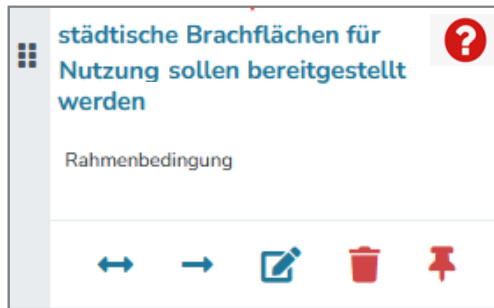 städtische Brachflächen für
Nutzung sollen bereitgestellt
werden
Rahmenbedingung